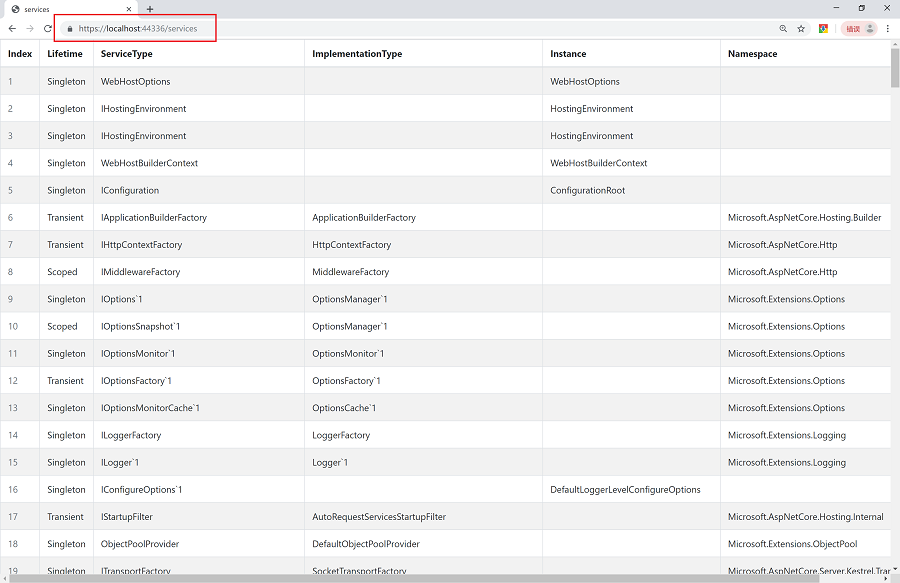 services
https://localhost:44336/services
错误
Index Lifetime ServiceType ImplementationType Instance Namespace
1 Singleton WebHostOptions WebHostOptions
2 Singleton IHostingEnvironment HostingEnvironment
3 Singleton IHostingEnvironment HostingEnvironment
4 Singleton WebHostBuilderContext WebHostBuilderContext
5 Singleton IConfiguration ConfigurationRoot
6 Transient IApplicationBuilderFactory ApplicationBuilderFactory Microsoft.AspNetCore.Hosting.Builder
7 Transient IHttpContextFactory HttpContextFactory Microsoft.AspNetCore.Http
8 Scoped IMiddlewareFactory MiddlewareFactory Microsoft.AspNetCore.Http
9 Singleton IOptions`1 OptionsManager`1 Microsoft.Extensions.Options
10 Scoped IOptionsSnapshot`1 OptionsManager`1 Microsoft.Extensions.Options
11 Singleton IOptionsMonitor`1 OptionsMonitor`1 Microsoft.Extensions.Options
12 Transient IOptionsFactory`1 OptionsFactory`1 Microsoft.Extensions.Options
13 Singleton IOptionsMonitorCache`1 OptionsCache`1 Microsoft.Extensions.Options
14 Singleton ILoggerFactory LoggerFactory Microsoft.Extensions.Logging
15 Singleton ILogger`1 Logger`1 Microsoft.Extensions.Logging
16 Singleton IConfigureOptions`1 DefaultLoggerLevelConfigureOptions
17 Transient IStartupFilter AutoRequestServicesStartupFilter Microsoft.AspNetCore.Hosting.Internal
18 Singleton ObjectPoolProvider DefaultObjectPoolProvider Microsoft.Extensions.ObjectPool
19 Singleton ITransportFactory SocketTransportFactory Microsoft.AspNetCore.Server.Kestrel.Tran